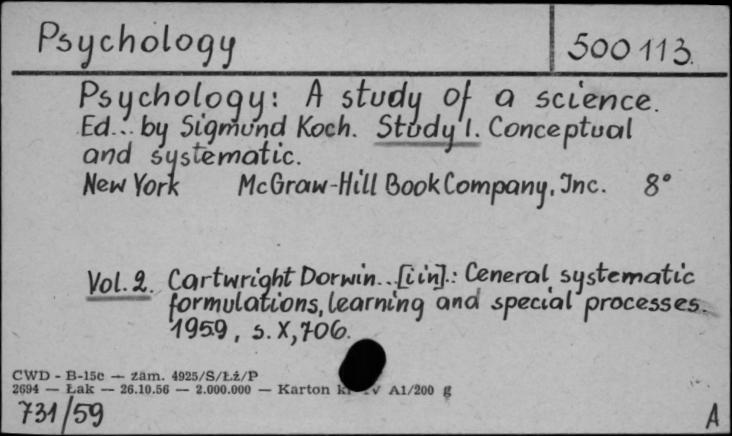 Psychology
500113.
Psychology: A study of a science.
Ed... by Sigmund Koch. Study 1. Conceptual
and systematic.
New York McGraw-Hill Book Company, Inc. 8°
Vol. 2. Cartwright Dorwin... [i in].: General systematic
formulations, learning and special processes.
1959, s. X, 706.
CWD - B-15c — zam. 4925/S/Łż/P
2694 — Łak — 26.10.56 — 2.000.000 — Karton A1/200 g
731/59
A